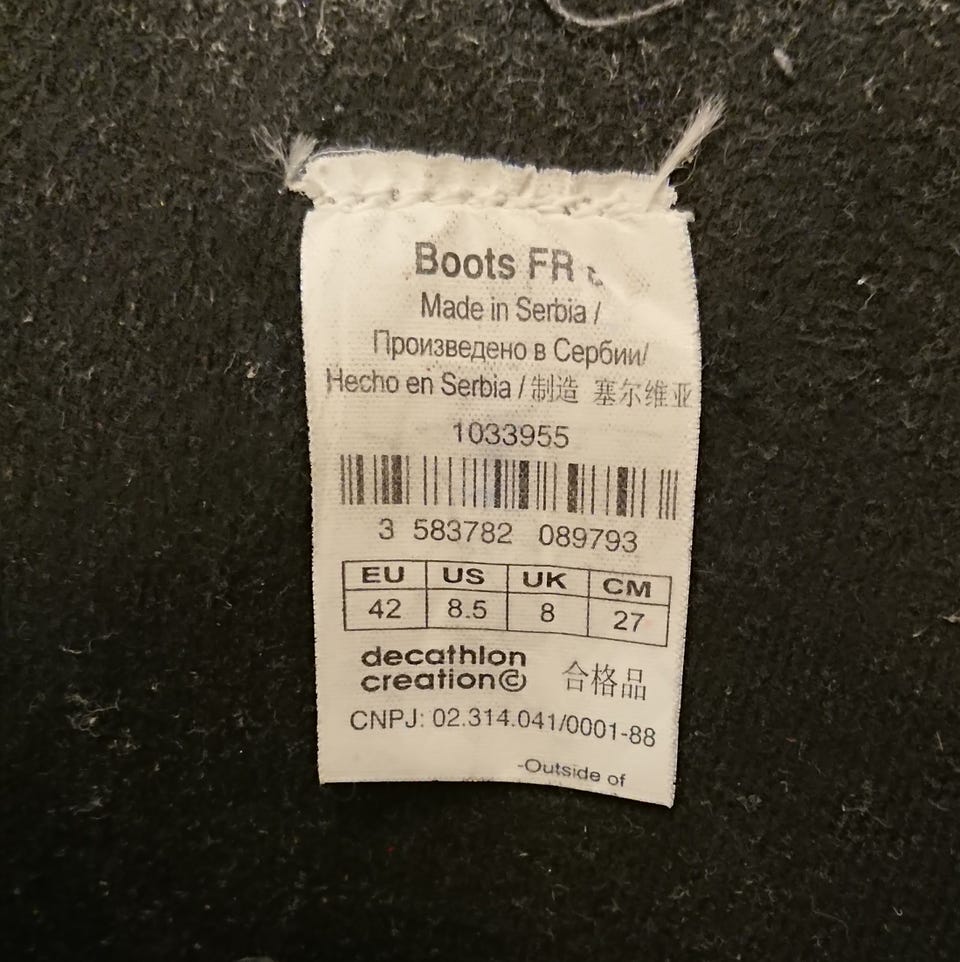 Boots FR
Made in Serbia /
Произведено в Сербии/
Hecho en Serbia / 制造 塞尔维亚
1033955
3 583782 089793
EU US UK CM
42 8.5 8 27
decathlon
creation© 合格品
CNPJ: 02.314.041/0001-88
-Outside of